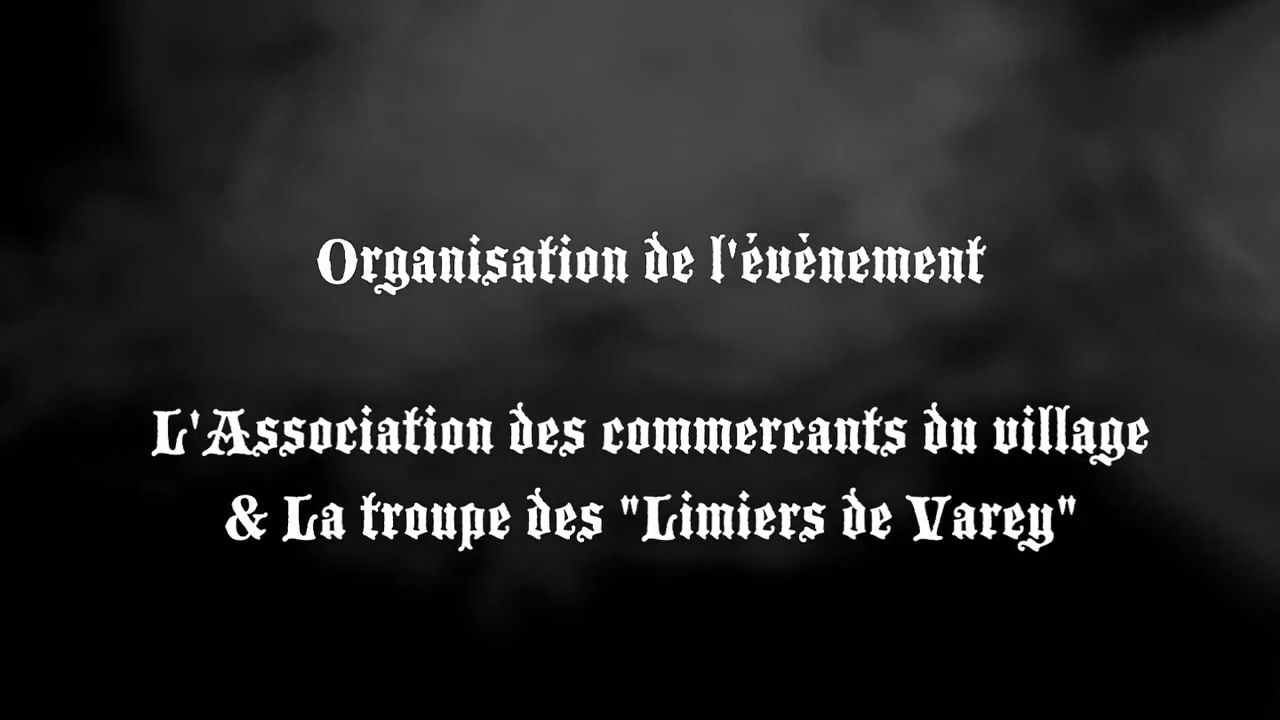 Organisation de l'évènement
L'Association des commercants du village
& La troupe des "Limiers de Varey"